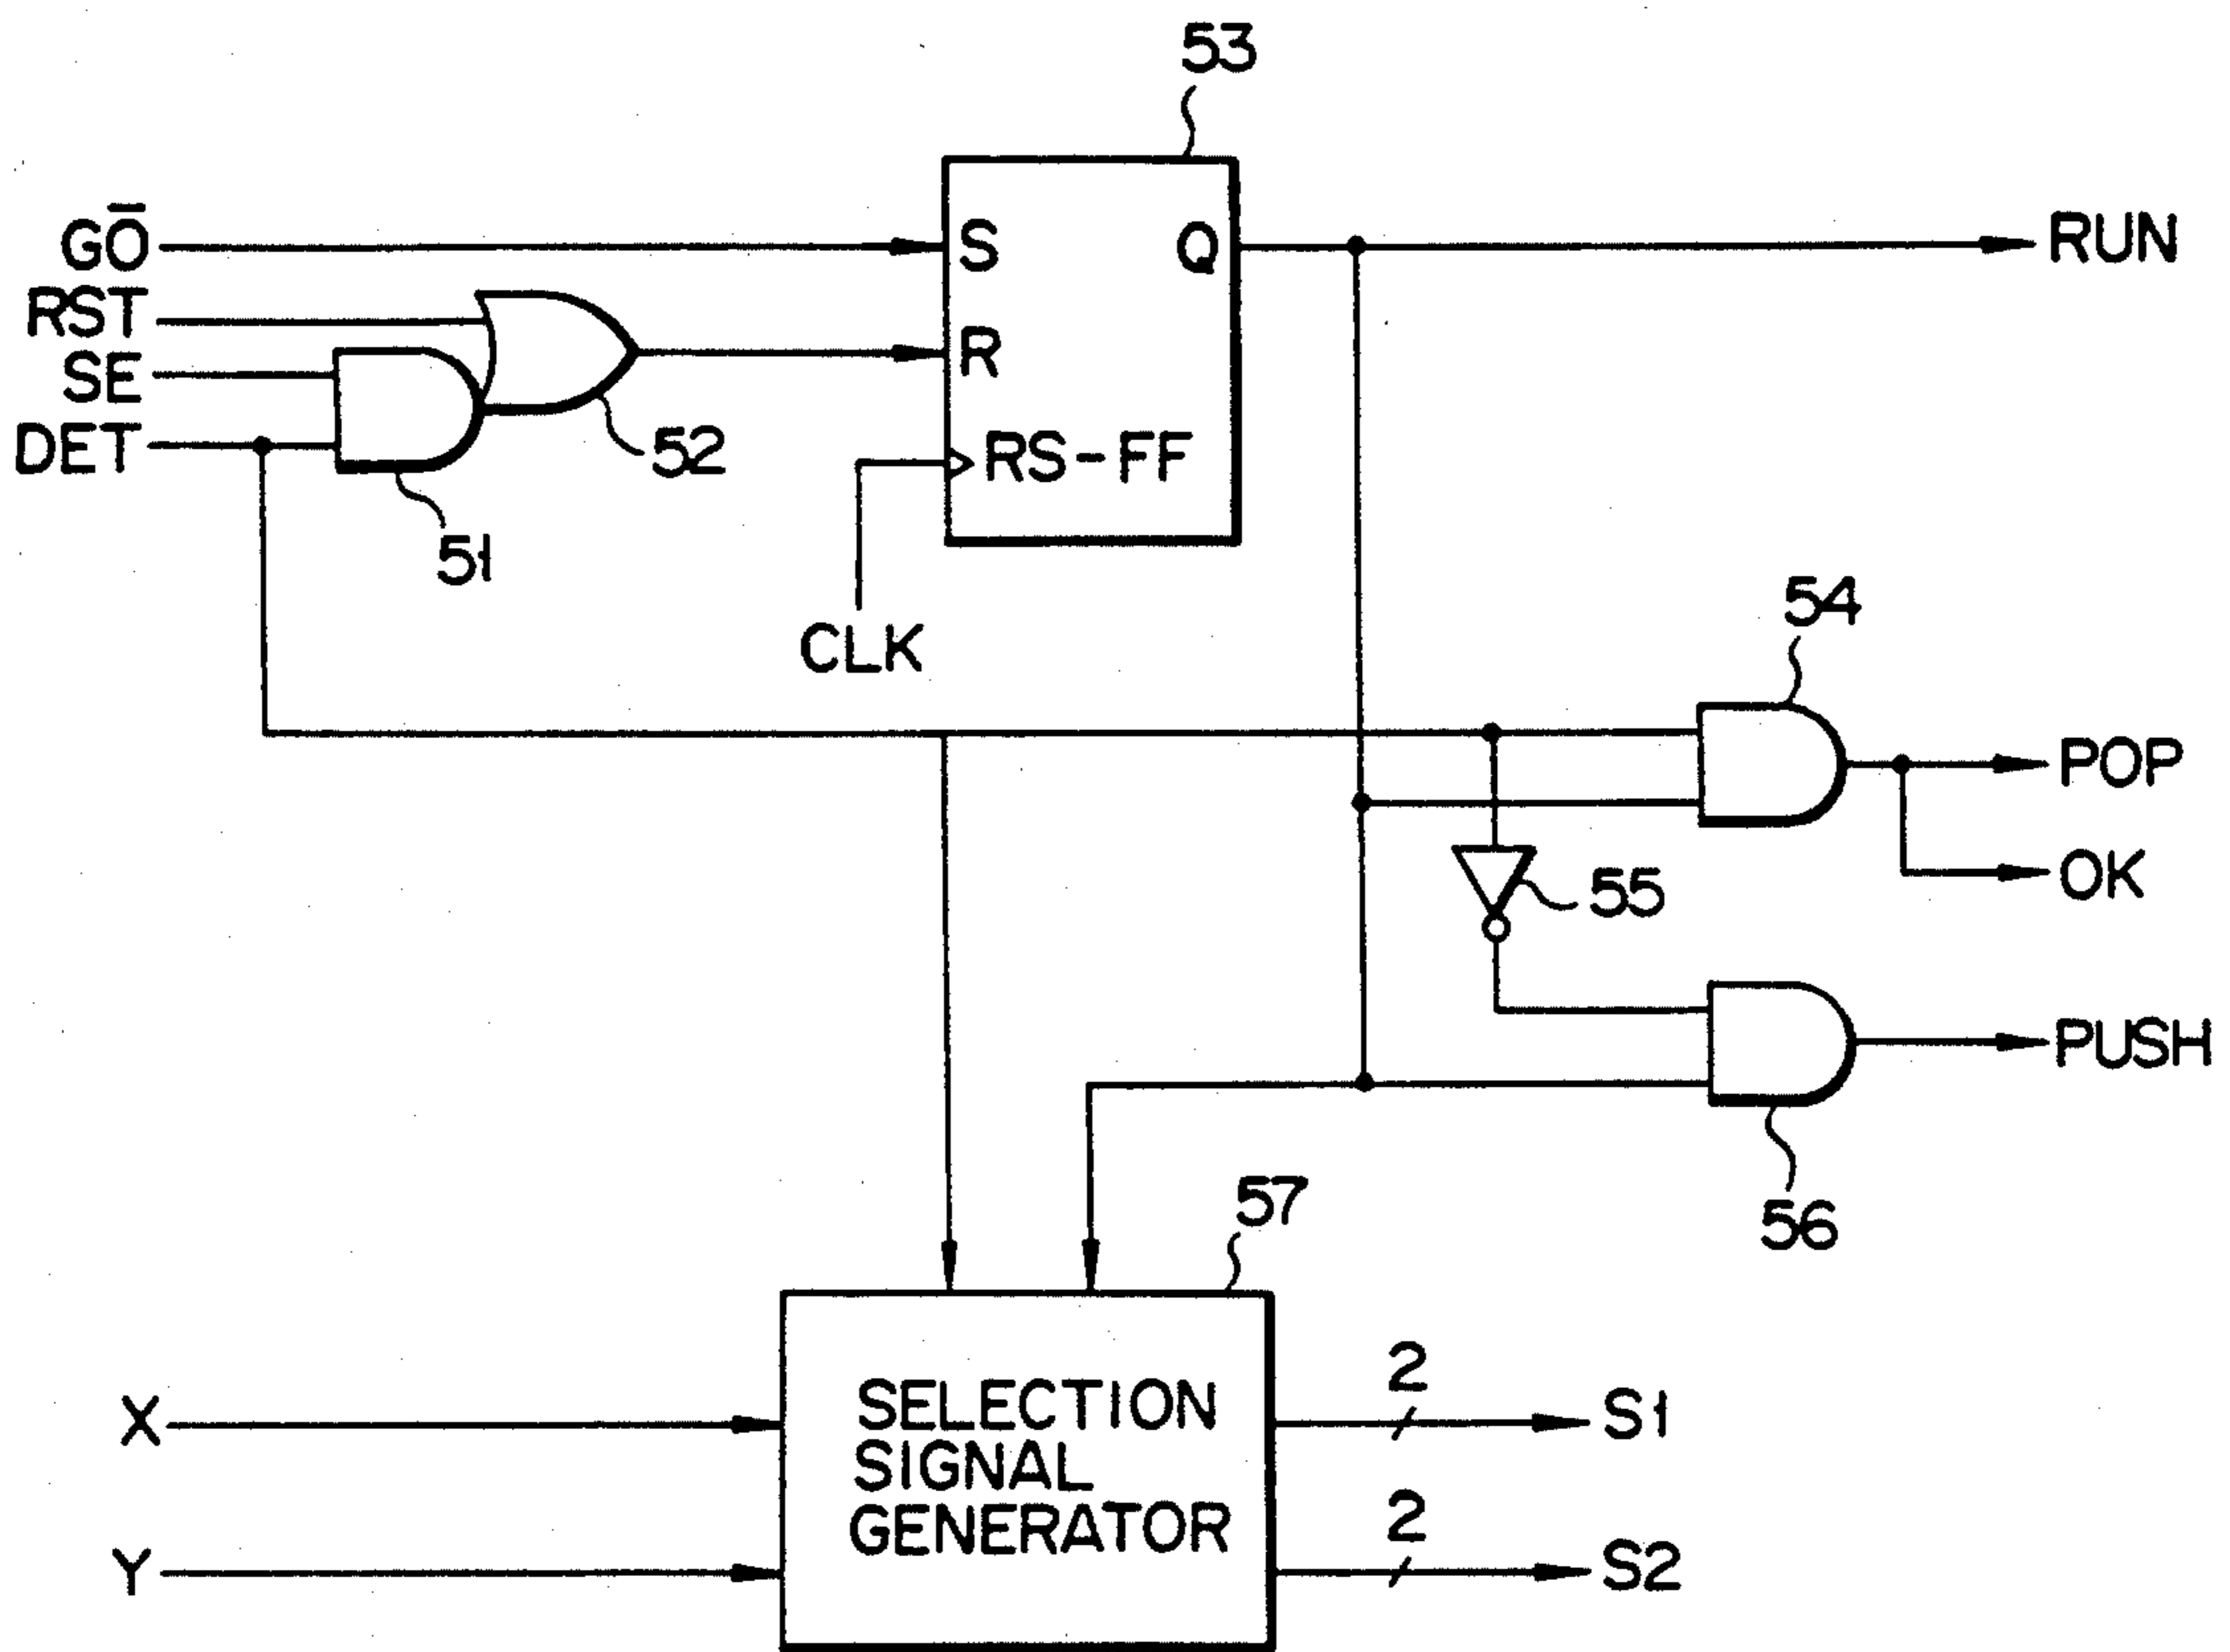 53
GO̅
S
Q
RUN
RST
R
SE
DET
52
RS-FF
51
CLK
54
POP
55
OK
PUSH
57
56
X
SELECTION
SIGNAL
GENERATOR
2
S1
Y
2
S2